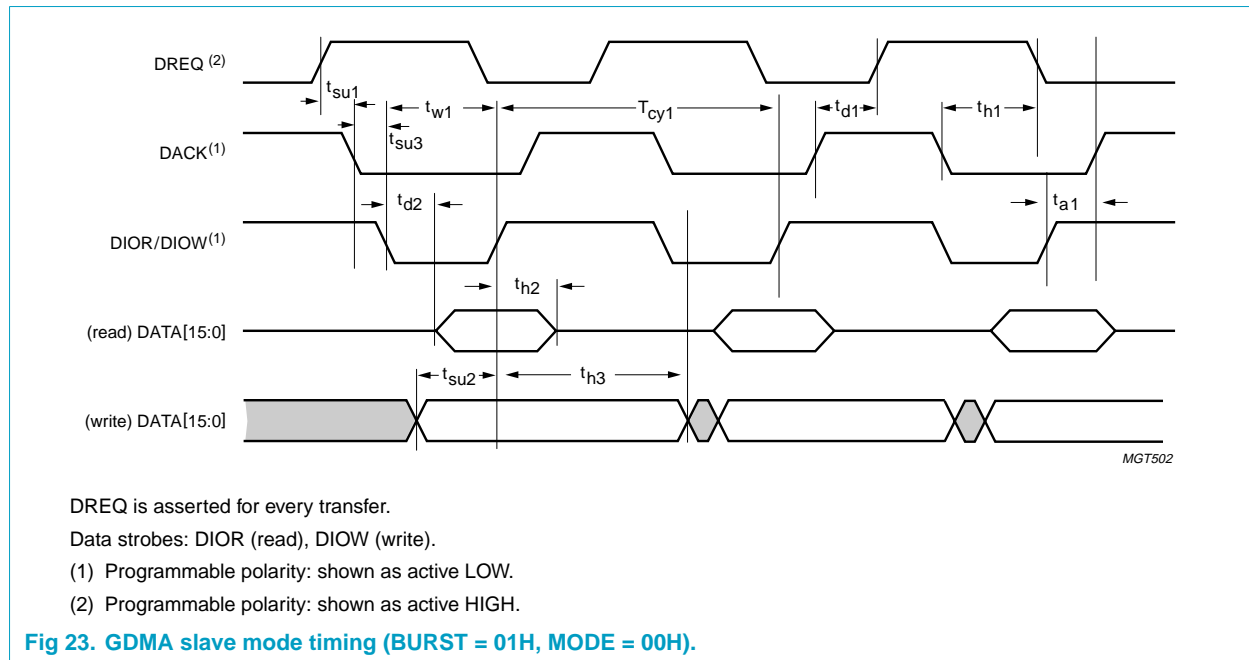 DREQ (2)
tsu1
tw1
Tcy1
td1
th1
DACK(1)
tsu3
td2
ta1
DIOR/DIOW(1)
th2
(read) DATA[15:0]
tsu2
th3
(write) DATA[15:0]
MGT502
DREQ is asserted for every transfer.
Data strobes: DIOR (read), DIOW (write).
(1) Programmable polarity: shown as active LOW.
(2) Programmable polarity: shown as active HIGH.
Fig 23. GDMA slave mode timing (BURST = 01H, MODE = 00H).